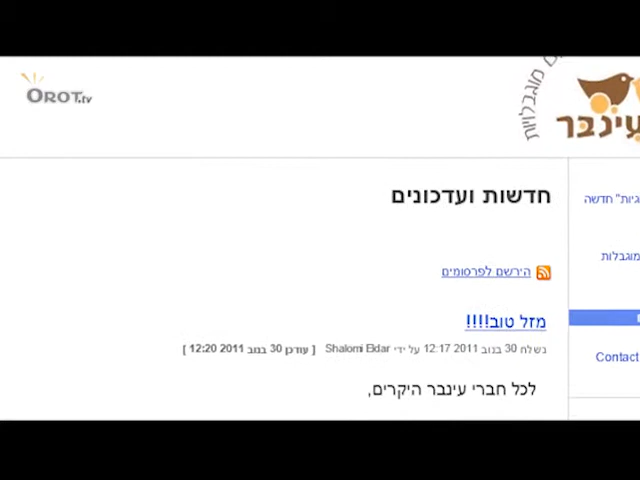 OROT.tv
מוגבלויות
עינבר
חדשות ועדכונים
חדשה
הירשם לפרסומים
מוגבלות
מזל טוב!!!!
נשלח 30 בנוב 2011 12:17 על ידי Shalomi Eldar [ עודכן 30 בנוב 2011 12:20 ]
Contact
לכל חברי עינבר היקרים,